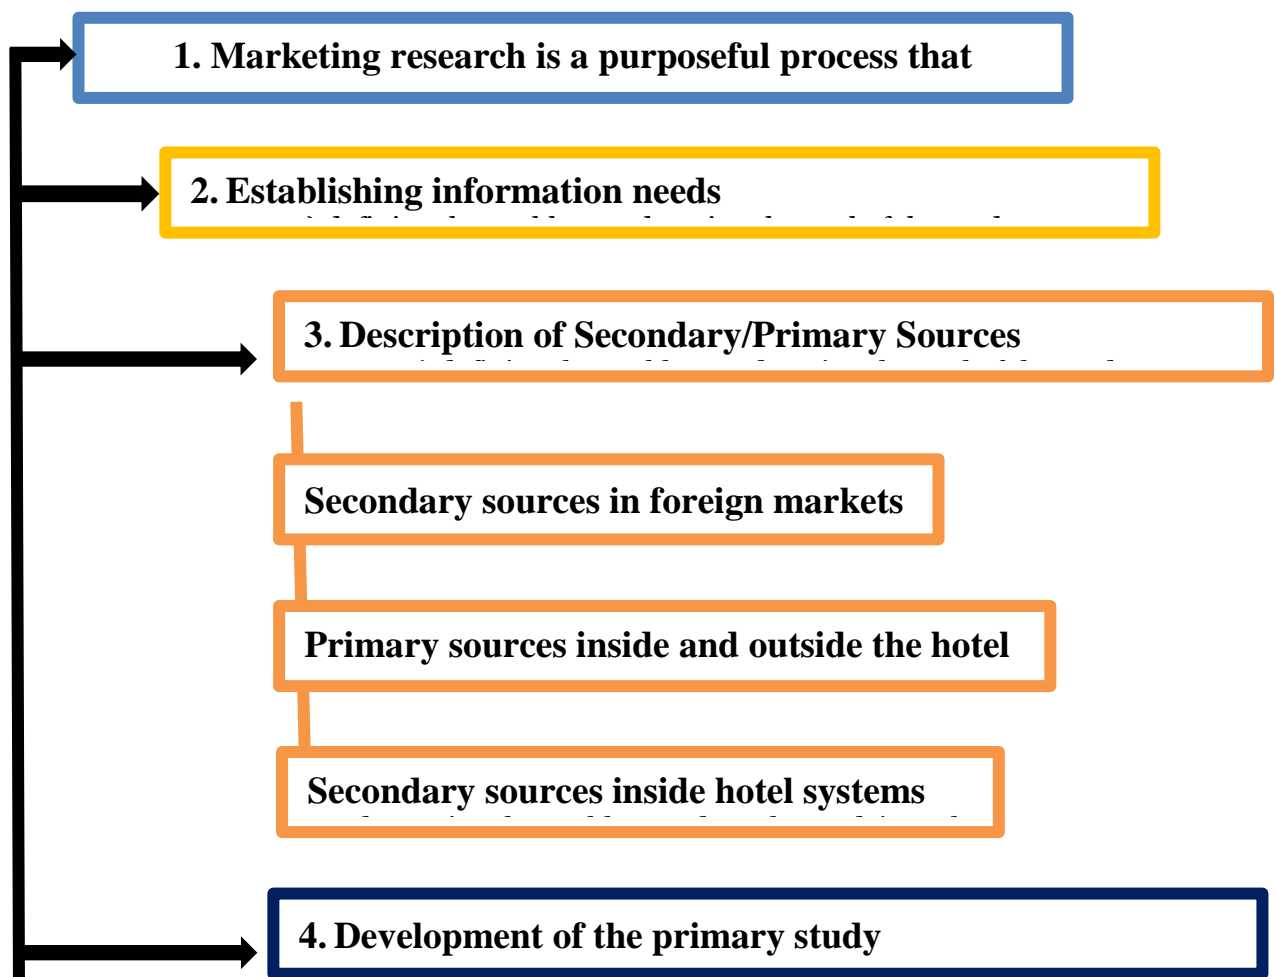 1. Marketing research is a purposeful process that
2. Establishing information needs
3. Description of Secondary/Primary Sources
Secondary sources in foreign markets
Primary sources inside and outside the hotel
Secondary sources inside hotel systems
4. Development of the primary study